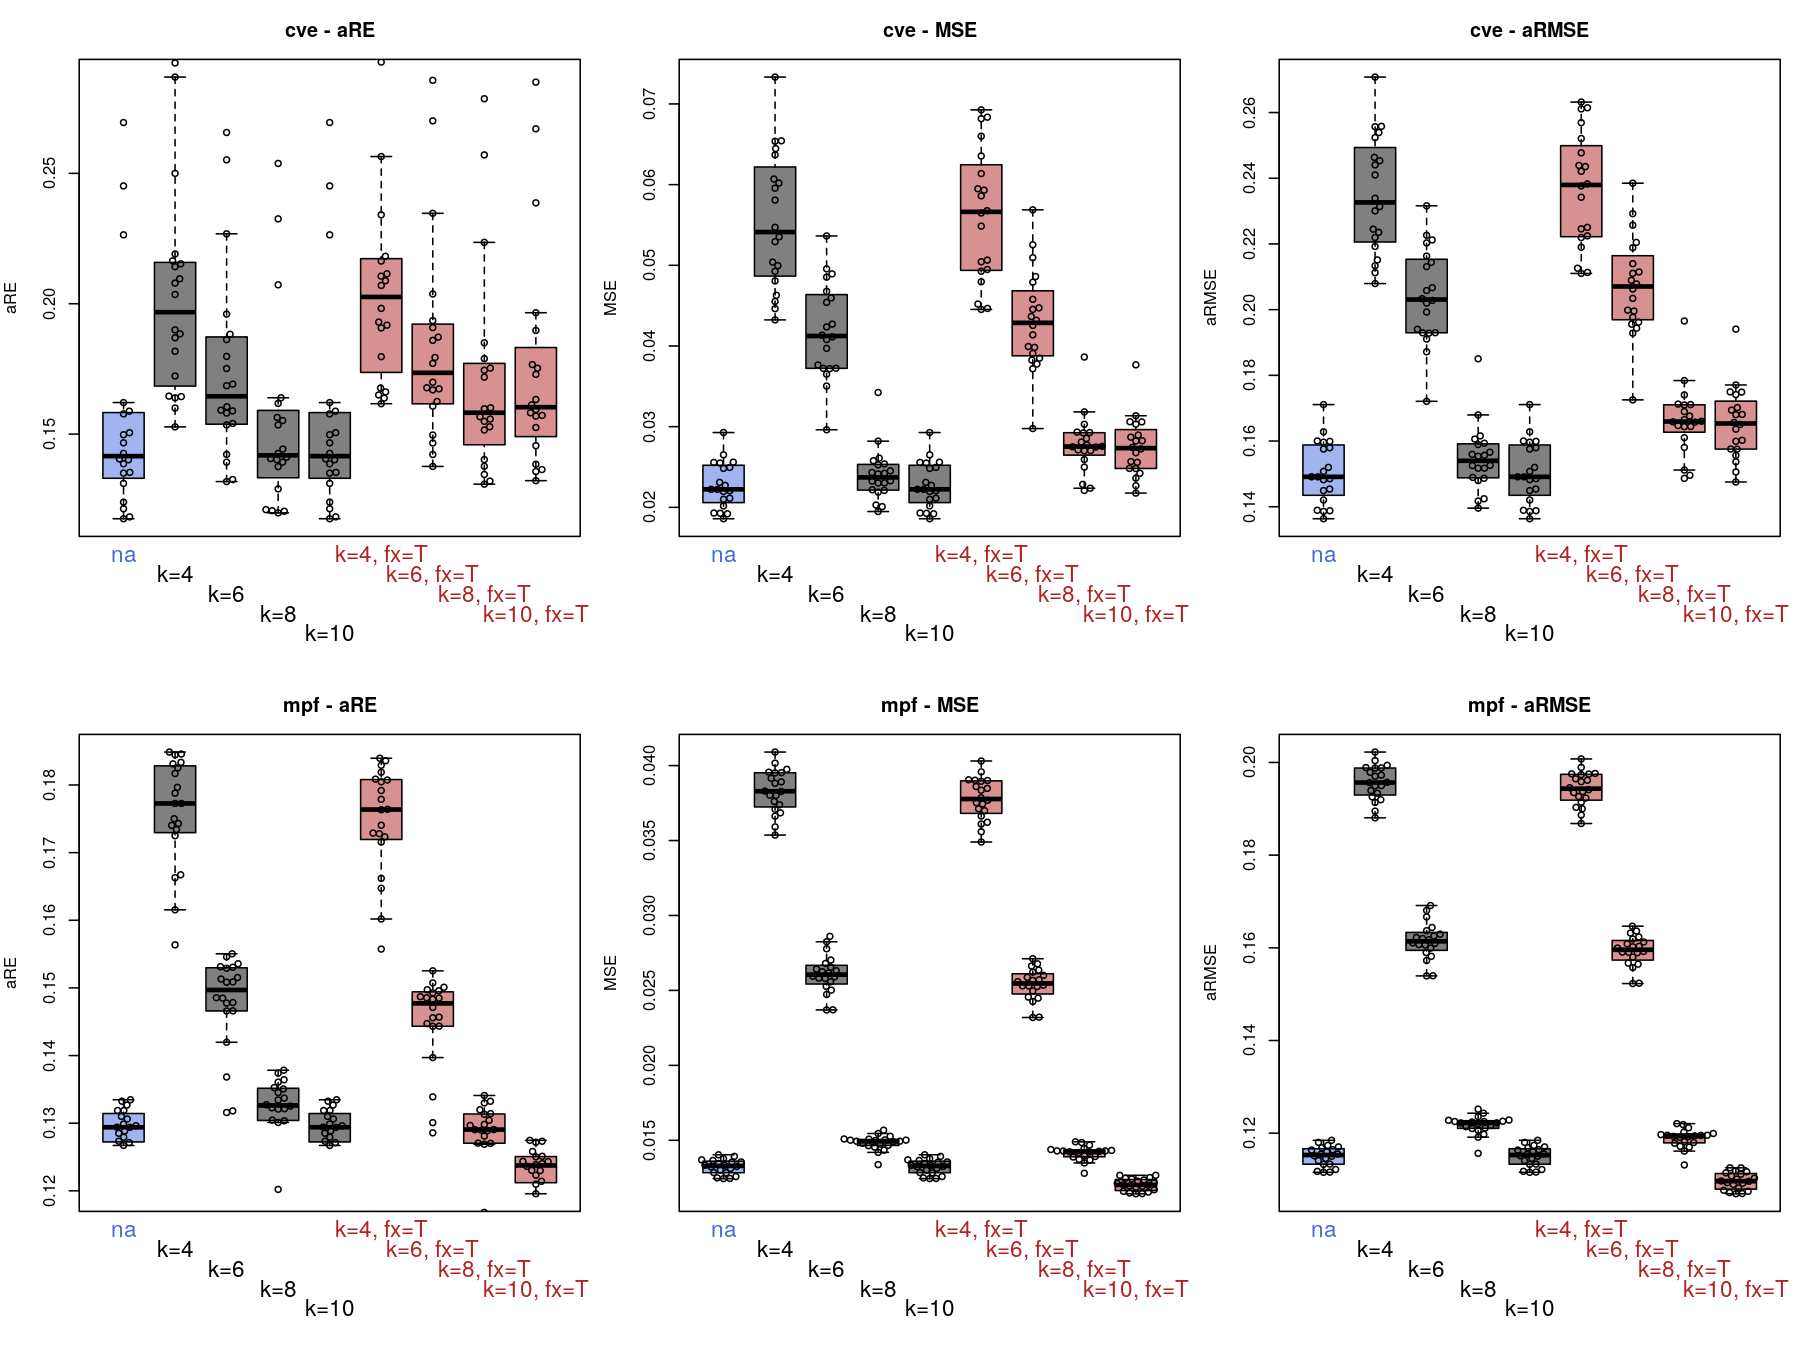 cve - aRE
aRE
0.25
0.20
0.15
na
k=4
k=6
k=8
k=10
k=4, fx=T
k=6, fx=T
k=8, fx=T
k=10, fx=T
cve - MSE
MSE
0.07
0.06
0.05
0.04
0.03
0.02
na
k=4
k=6
k=8
k=10
k=4, fx=T
k=6, fx=T
k=8, fx=T
k=10, fx=T
cve - aRMSE
aRMSE
0.26
0.24
0.22
0.20
0.18
0.16
0.14
na
k=4
k=6
k=8
k=10
k=4, fx=T
k=6, fx=T
k=8, fx=T
k=10, fx=T
mpf - aRE
aRE
0.18
0.17
0.16
0.15
0.14
0.13
0.12
na
k=4
k=6
k=8
k=10
k=4, fx=T
k=6, fx=T
k=8, fx=T
k=10, fx=T
mpf - MSE
MSE
0.040
0.035
0.030
0.025
0.020
0.015
na
k=4
k=6
k=8
k=10
k=4, fx=T
k=6, fx=T
k=8, fx=T
k=10, fx=T
mpf - aRMSE
aRMSE
0.20
0.18
0.16
0.14
0.12
na
k=4
k=6
k=8
k=10
k=4, fx=T
k=6, fx=T
k=8, fx=T
k=10, fx=T